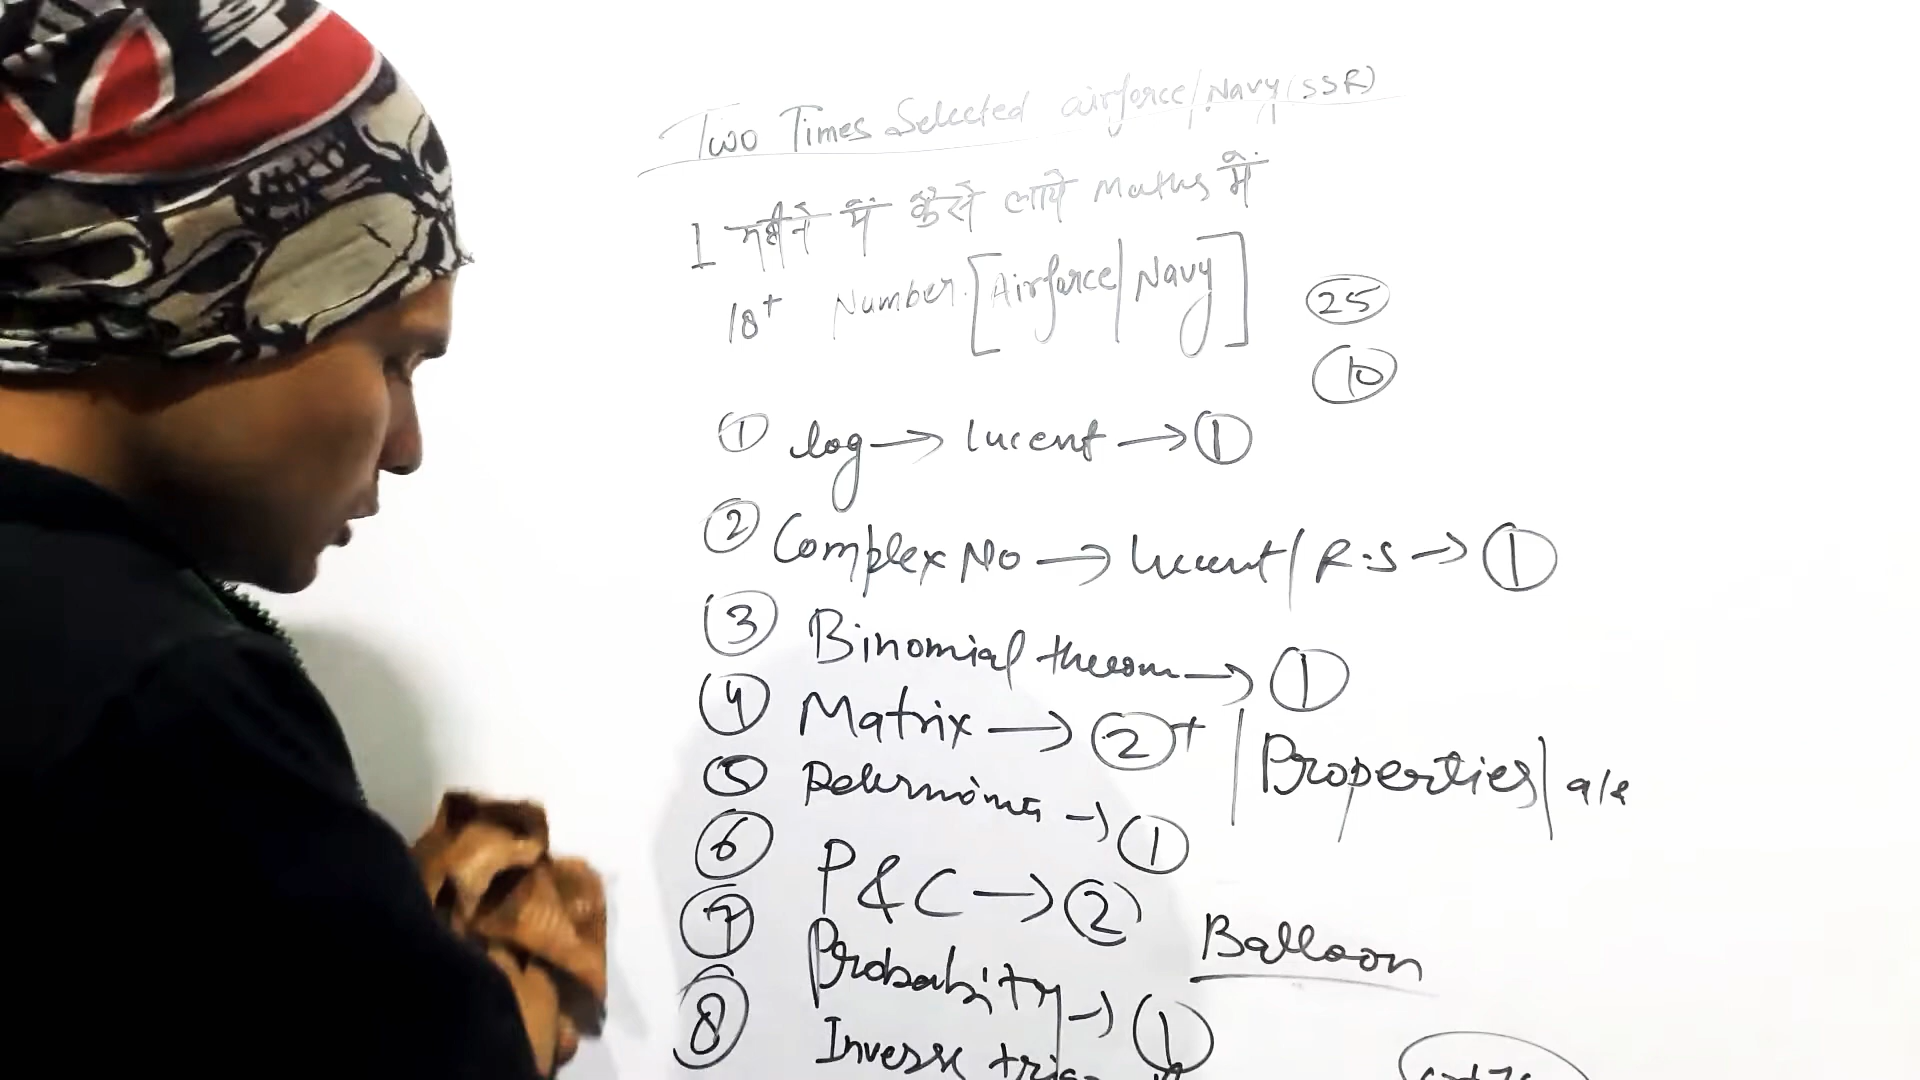 Two Times Selected airforce/Navy(SSR)
1 महीने में कैसे लाये Maths में
18+ Number [Airforce/Navy]
25
10
① log → lucent → ①
② Complex No → lucent/R.S → ①
③ Binomial theom → ①
④ Matrix → ②+ |Properties|
⑤ → ①
⑥ P & C → ②
Balloon
⑦ Probability → ①
⑧ Inverse